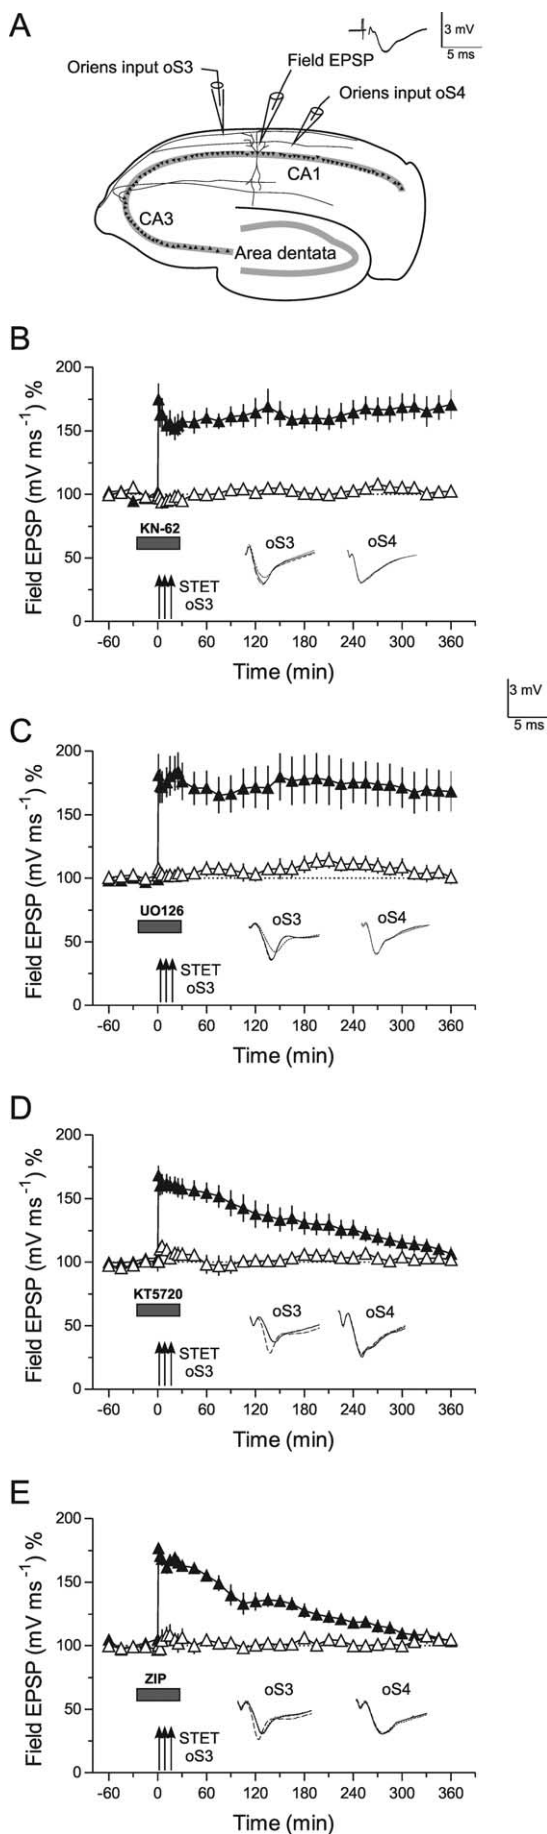 A
3 mV
5 ms
Oriens input oS3
Field EPSP
Oriens input oS4
CA1
CA3
Area dentata
B
Field EPSP (mV ms⁻¹) %
200
150
100
50
0
KN-62
STET
oS3
oS3
oS4
-60 0 60 120 180 240 300 360
Time (min)
3 mV
5 ms
C
Field EPSP (mV ms⁻¹) %
200
150
100
50
0
UO126
STET
oS3
oS3
oS4
-60 0 60 120 180 240 300 360
Time (min)
D
Field EPSP (mV ms⁻¹) %
200
150
100
50
0
KT5720
STET
oS3
oS3
oS4
-60 0 60 120 180 240 300 360
Time (min)
E
Field EPSP (mV ms⁻¹) %
200
150
100
50
0
ZIP
STET
oS3
oS3
oS4
-60 0 60 120 180 240 300 360
Time (min)